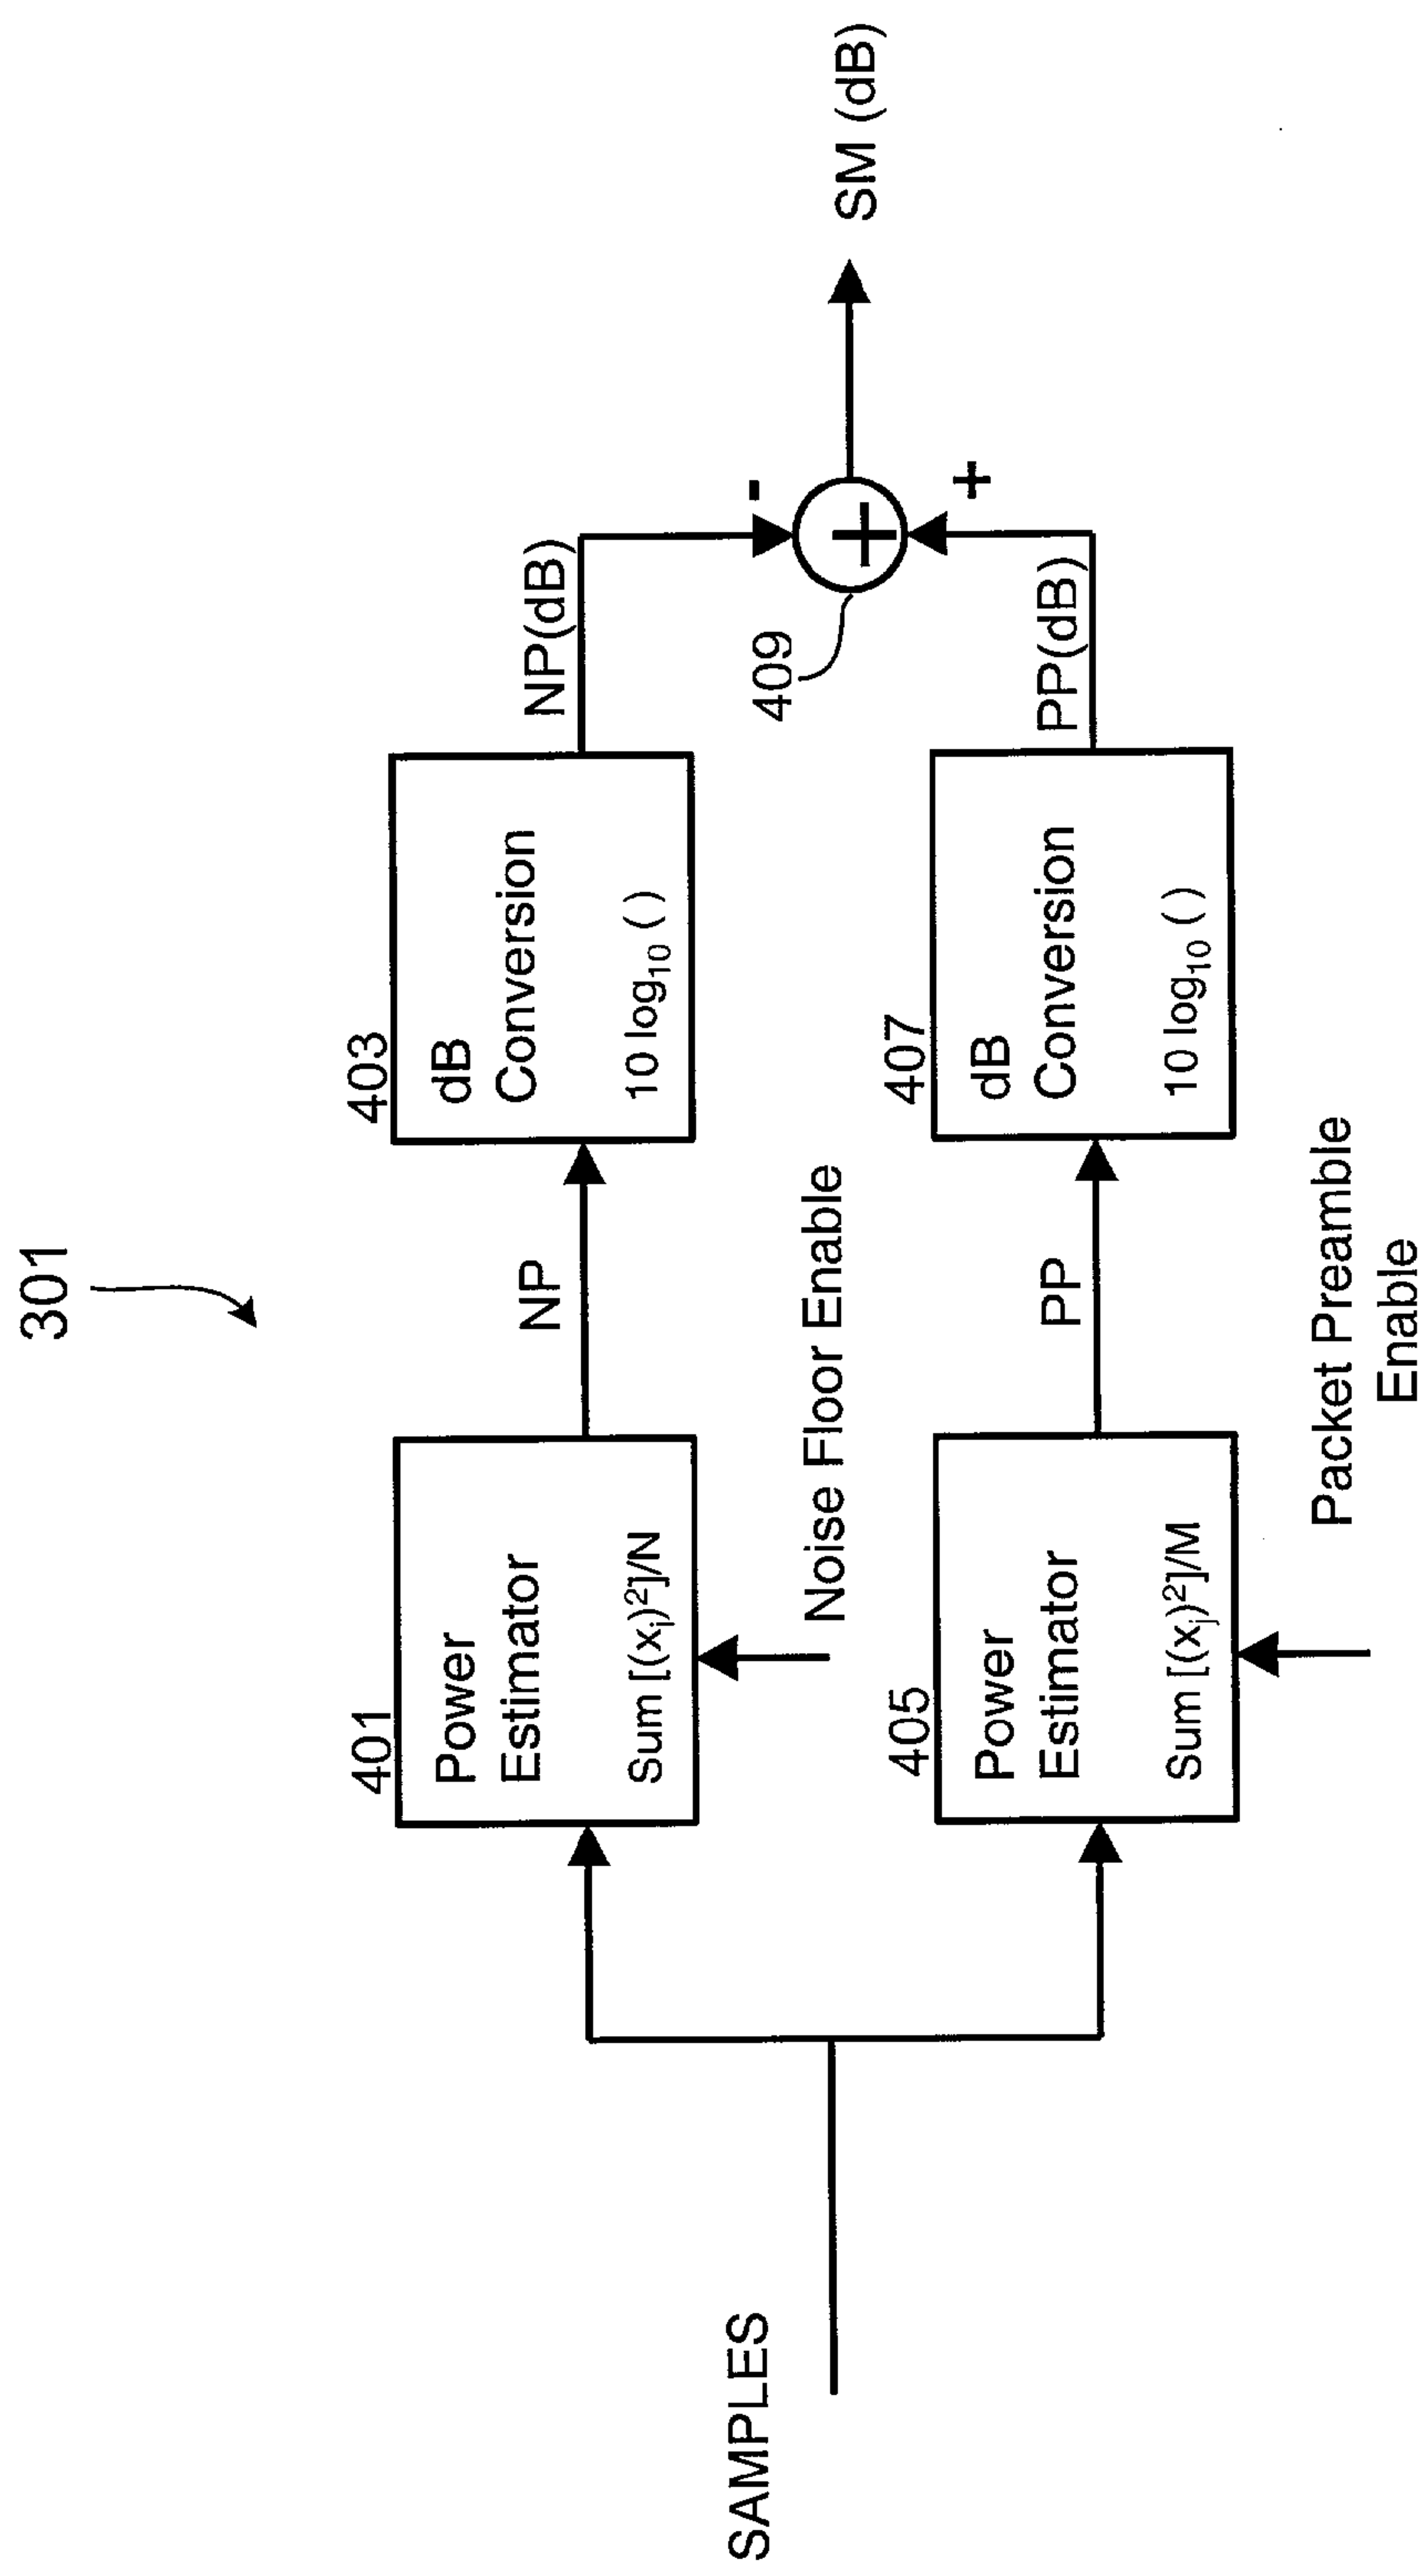 301
SAMPLES
401
Power
Estimator
Sum [(xᵢ)²]/N
Noise Floor Enable
NP
403
dB
Conversion
10 log₁₀ ( )
NP(dB)
-
409
+
+
SM (dB)
405
Power
Estimator
Sum [(xⱼ)²]/M
Packet Preamble
Enable
PP
407
dB
Conversion
10 log₁₀ ( )
PP(dB)